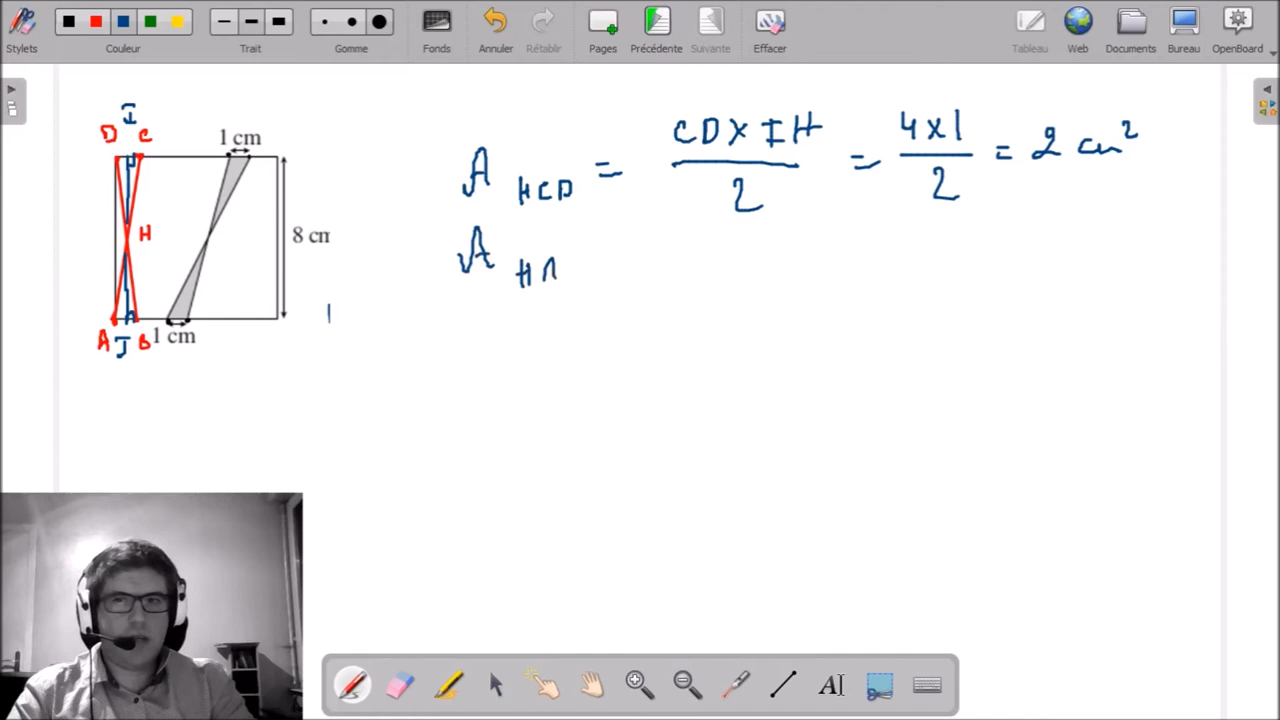 Stylets Couleur Trait Gomme Fonds Annuler Rétablir Pages Précédente Suivante Effacer Tableau Web Documents Bureau OpenBoard
I
D C 1 cm
H 8 cm
A J B 1 cm
A HCD = CD X IH / 2 = 4 x 1 / 2 = 2 cm²
A HA
AI